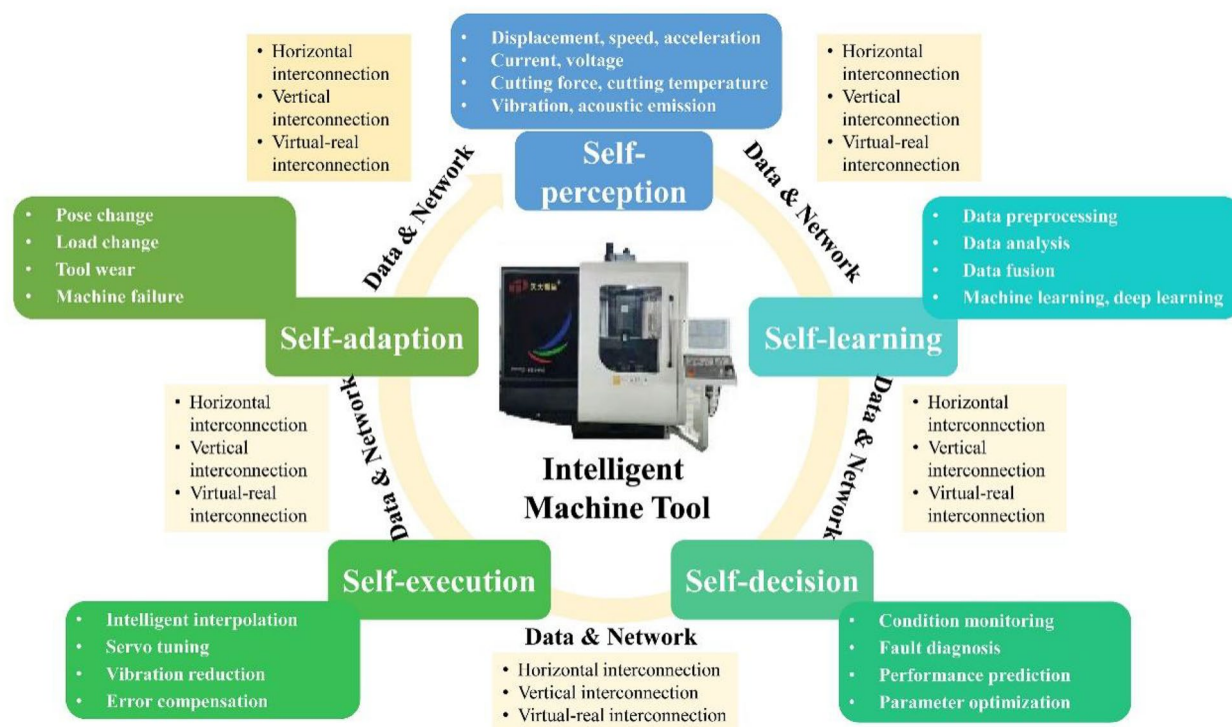 • Displacement, speed, acceleration
• Current, voltage
• Cutting force, cutting temperature
• Vibration, acoustic emission
Self-
perception
• Horizontal
interconnection
• Vertical
interconnection
• Virtual-real
interconnection
Data & Network
• Horizontal
interconnection
• Vertical
interconnection
• Virtual-real
interconnection
Data & Network
• Pose change
• Load change
• Tool wear
• Machine failure
Self-adaption
• Data preprocessing
• Data analysis
• Data fusion
• Machine learning, deep learning
Self-learning
Intelligent
Machine Tool
• Horizontal
interconnection
• Vertical
interconnection
• Virtual-real
interconnection
Data & Network
Data & Network
• Horizontal
interconnection
• Vertical
interconnection
• Virtual-real
interconnection
Self-execution
• Intelligent interpolation
• Servo tuning
• Vibration reduction
• Error compensation
Data & Network
• Horizontal interconnection
• Vertical interconnection
• Virtual-real interconnection
Self-decision
• Condition monitoring
• Fault diagnosis
• Performance prediction
• Parameter optimization